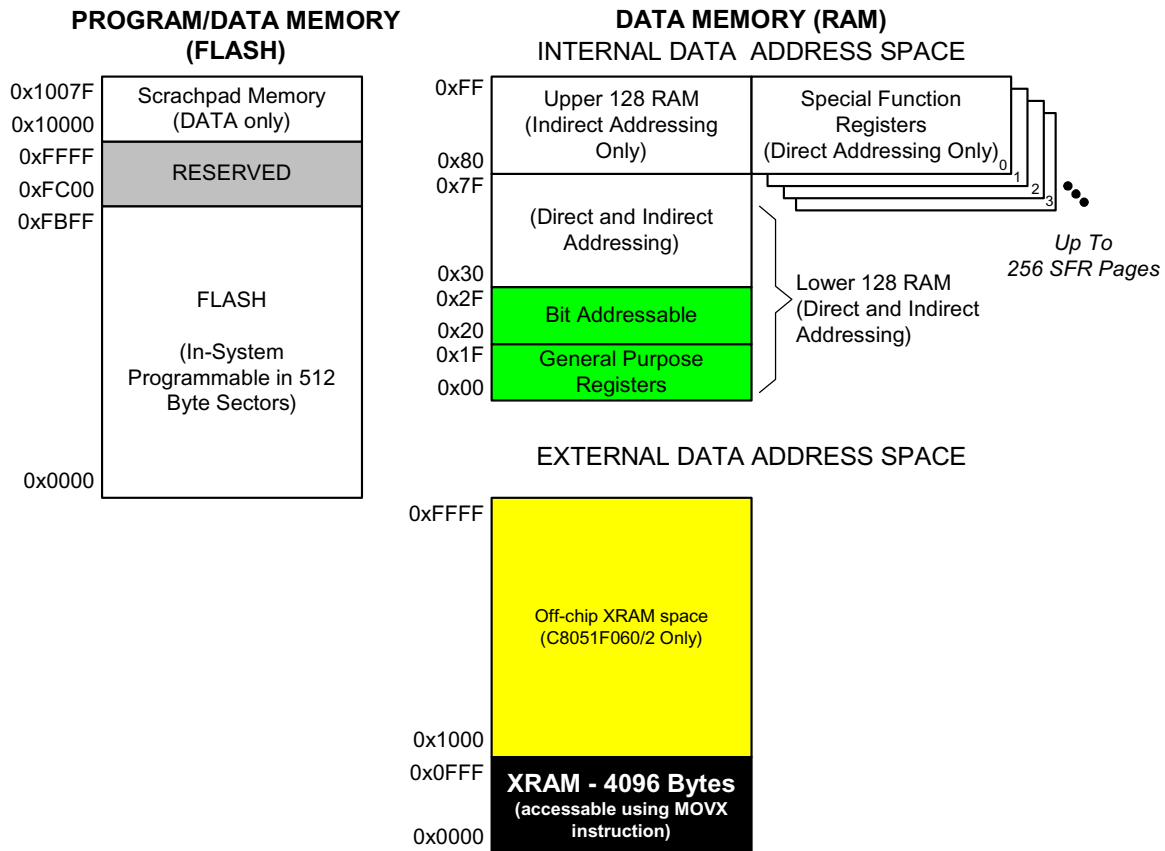 PROGRAM/DATA MEMORY
(FLASH)
0x1007F
Scrachpad Memory
(DATA only)
0x10000
0xFFFF
RESERVED
0xFC00
0xFBFF
FLASH
(In-System
Programmable in 512
Byte Sectors)
0x0000
DATA MEMORY (RAM)
INTERNAL DATA ADDRESS SPACE
0xFF
Upper 128 RAM
(Indirect Addressing
Only)
0x80
Special Function
Registers
(Direct Addressing Only)
0
1
2
3
Up To
256 SFR Pages
0x7F
(Direct and Indirect
Addressing)
0x30
0x2F
Bit Addressable
0x20
0x1F
General Purpose
Registers
0x00
Lower 128 RAM
(Direct and Indirect
Addressing)
EXTERNAL DATA ADDRESS SPACE
0xFFFF
Off-chip XRAM space
(C8051F060/2 Only)
0x1000
0x0FFF
XRAM - 4096 Bytes
(accessable using MOVX
instruction)
0x0000